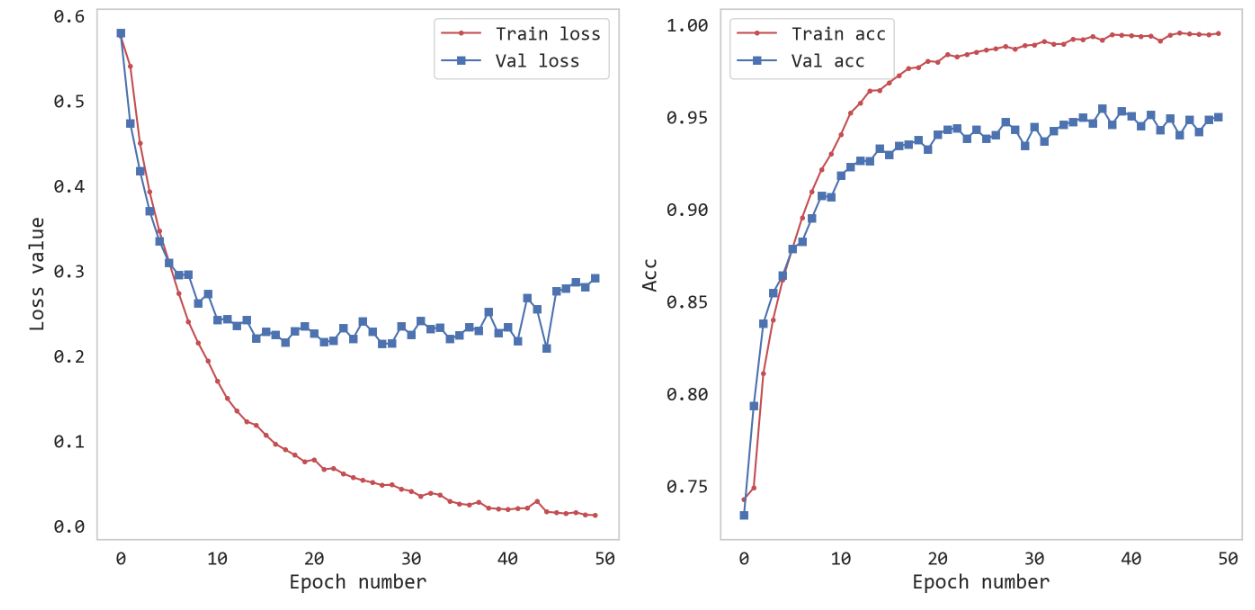 0.6
0.5
0.4
0.3
0.2
0.1
0.0
Loss value
0 10 20 30 40 50
Epoch number
Train loss
Val loss
1.00
0.95
0.90
0.85
0.80
0.75
Acc
0 10 20 30 40 50
Epoch number
Train acc
Val acc